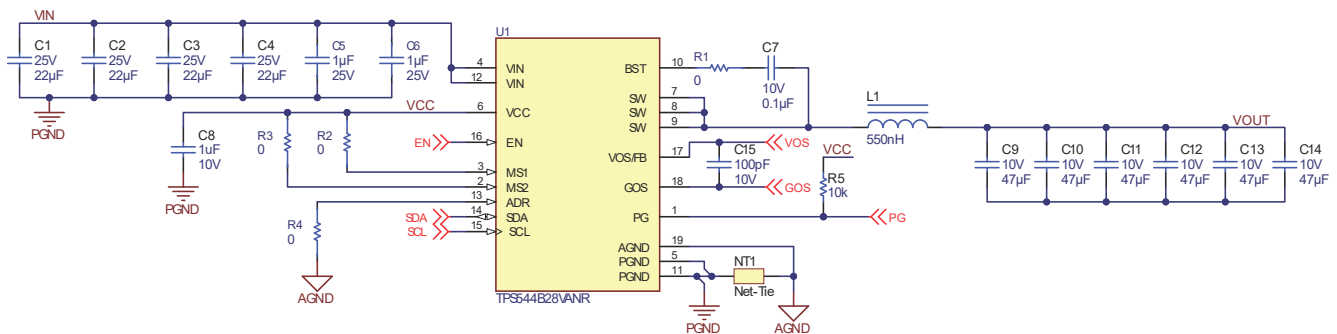 VIN
C1
25V
22µF
C2
25V
22µF
C3
25V
22µF
C4
25V
22µF
C5
1µF
25V
C6
1µF
25V
PGND
C8
1uF
10V
PGND
VCC
R3
0
R2
0
EN
R4
0
AGND
SDA
SCL
U1
4
VIN
12
VIN
6
VCC
16
EN
3
MS1
2
MS2
13
ADR
14
SDA
15
SCL
BST
10
SW
7
SW
8
SW
9
VOS/FB
17
GOS
18
PG
1
AGND
19
PGND
5
PGND
11
TPS544B28VANR
R1
0
C7
10V
0.1µF
C15
100pF
10V
VOS
GOS
VCC
R5
10k
PG
NT1
Net-Tie
PGND
AGND
L1
550nH
VOUT
C9
10V
47µF
C10
10V
47µF
C11
10V
47µF
C12
10V
47µF
C13
10V
47µF
C14
10V
47µF